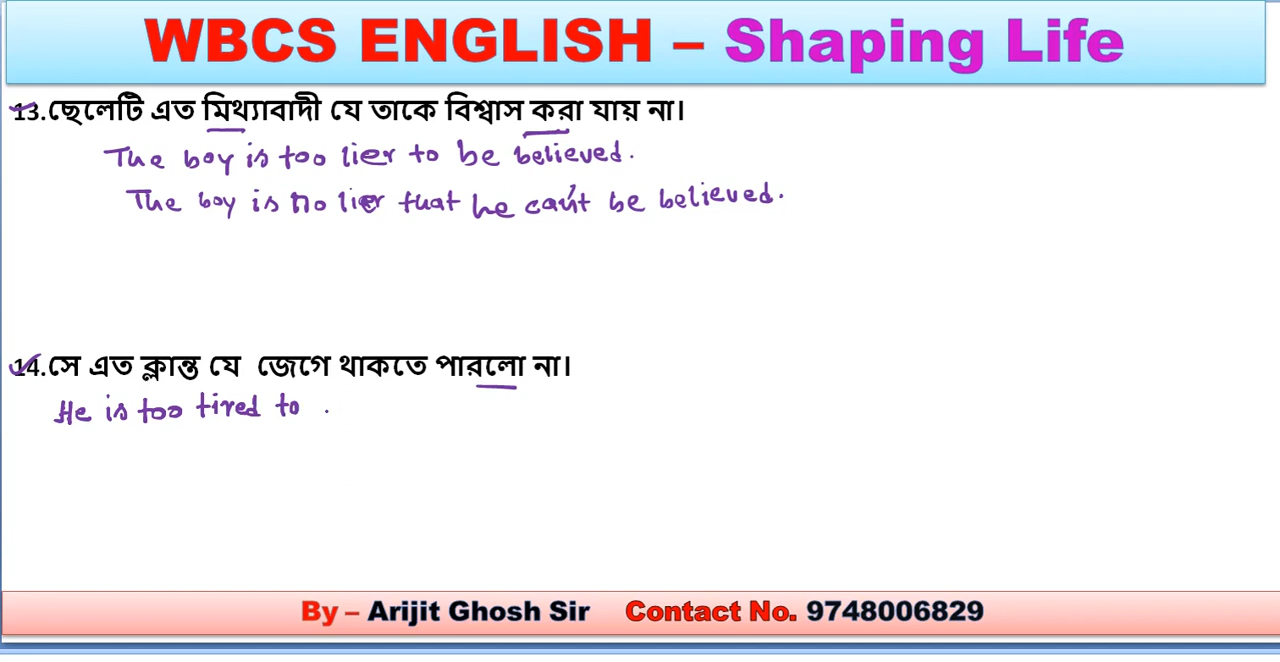 WBCS ENGLISH – Shaping Life
13.ছেলেটি এত মিথ্যাবাদী যে তাকে বিশ্বাস করা যায় না।
The boy is too lier to be believed.
The boy is no lier that he can't be believed.
14.সে এত ক্লান্ত যে জেগে থাকতে পারলো না।
He is too tired to .
By – Arijit Ghosh Sir Contact No. 9748006829